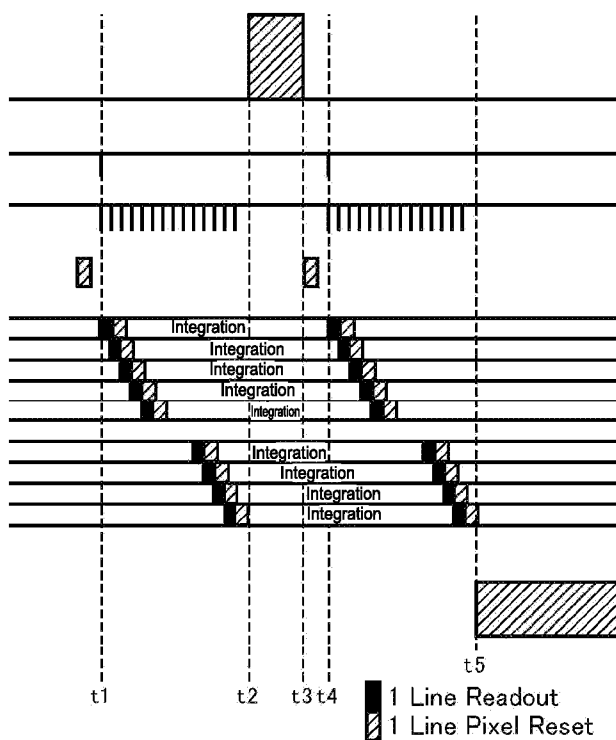 Integration
Integration
Integration
Integration
Integration
Integration
Integration
Integration
Integration
t1 t2 t3 t4 t5
1 Line Readout
1 Line Pixel Reset